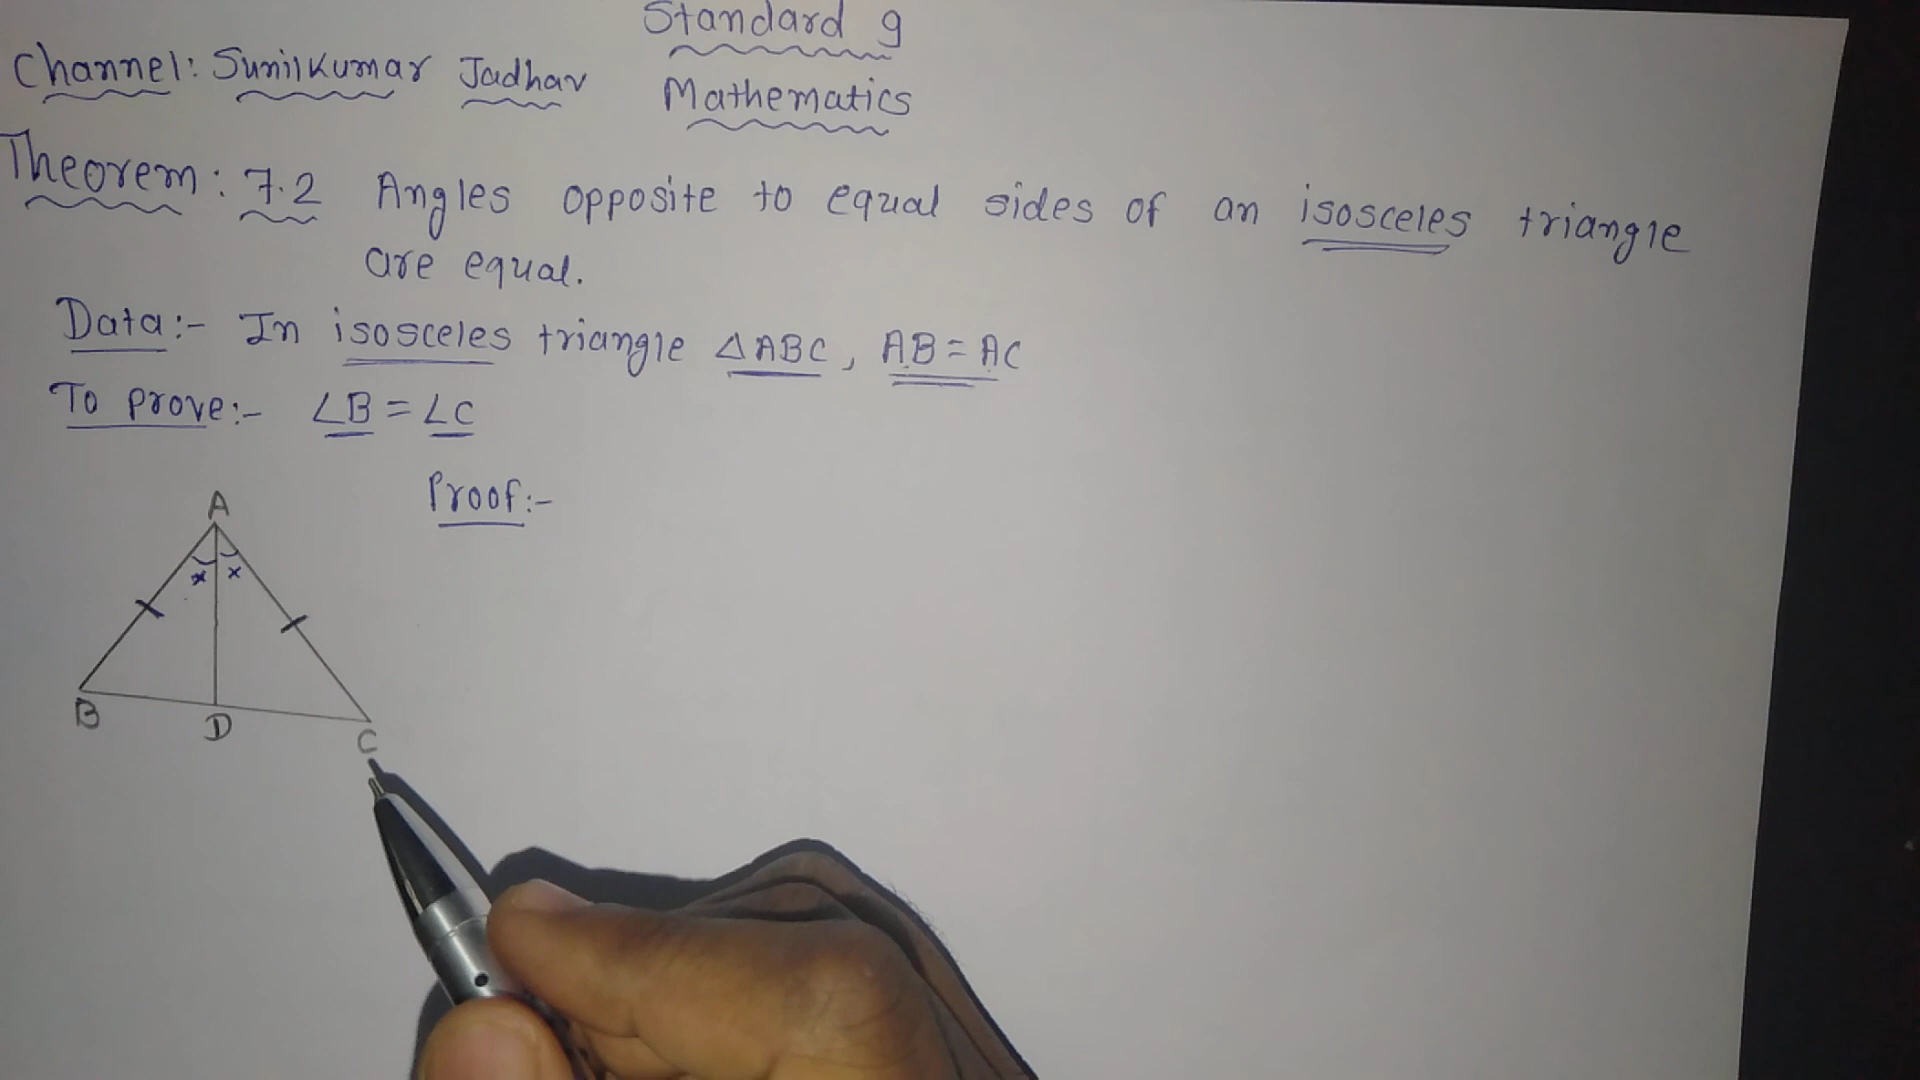 Standard 9
Channel: Sunilkumar Jadhav
Mathematics
Theorem: 7.2 Angles opposite to equal sides of an isosceles triangle
are equal.
Data:- In isosceles triangle △ABC, AB=AC
To prove:- ∠B=∠C
Proof:-
A
x x
B
D
C